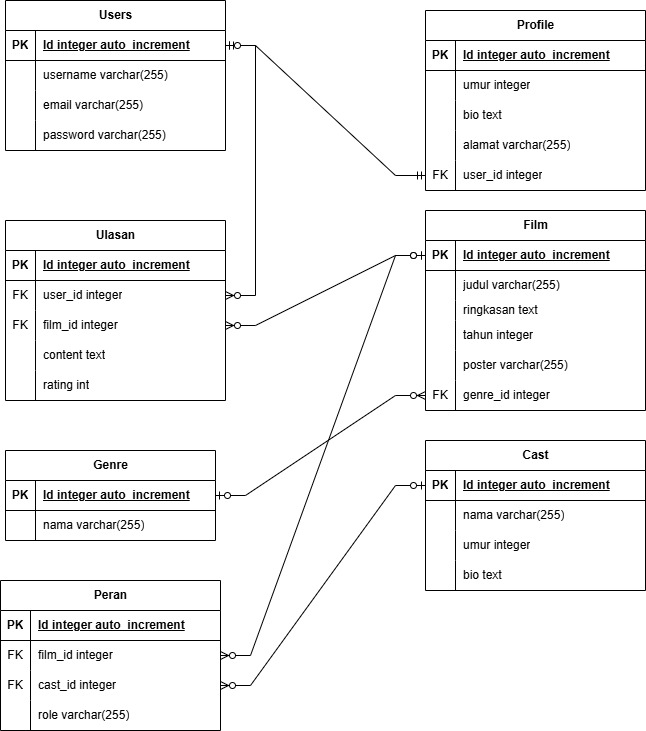 Users
PK Id integer auto_increment
username varchar(255)
email varchar(255)
password varchar(255)
Profile
PK Id integer auto_increment
umur integer
bio text
alamat varchar(255)
FK user_id integer
Ulasan
PK Id integer auto_increment
FK user_id integer
FK film_id integer
content text
rating int
Film
PK Id integer auto_increment
judul varchar(255)
ringkasan text
tahun integer
poster varchar(255)
FK genre_id integer
Genre
PK Id integer auto_increment
nama varchar(255)
Cast
PK Id integer auto_increment
nama varchar(255)
umur integer
bio text
Peran
PK Id integer auto_increment
FK film_id integer
FK cast_id integer
role varchar(255)